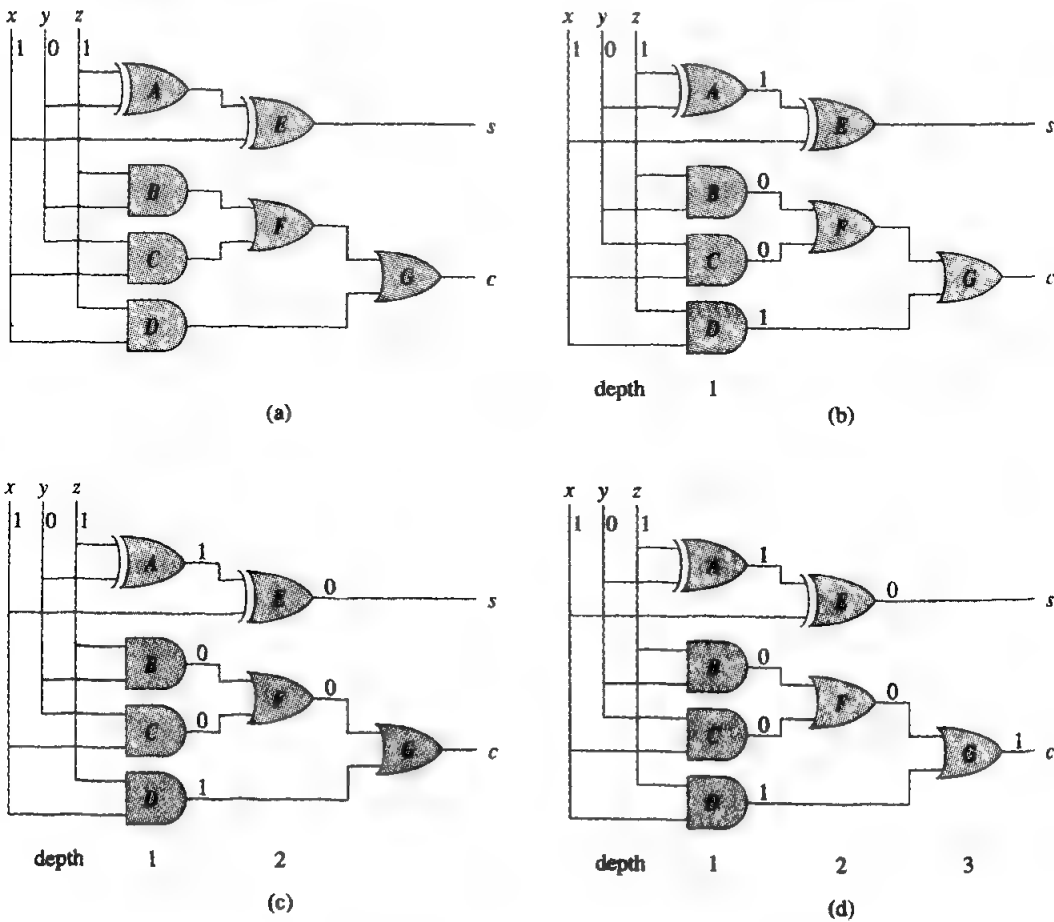 x y z
1 0 1
A
E
s
B
F
C
G
c
D
(a)
x y z
1 0 1
A 1
E
s
B 0
F
C 0
G
c
D 1
depth 1
(b)
x y z
1 0 1
A 1
E 0
s
B 0
F 0
C 0
G
c
D 1
depth 1 2
(c)
x y z
1 0 1
A 1
E 0
s
B 0
F 0
C 0
G 1
c
D 1
depth 1 2 3
(d)